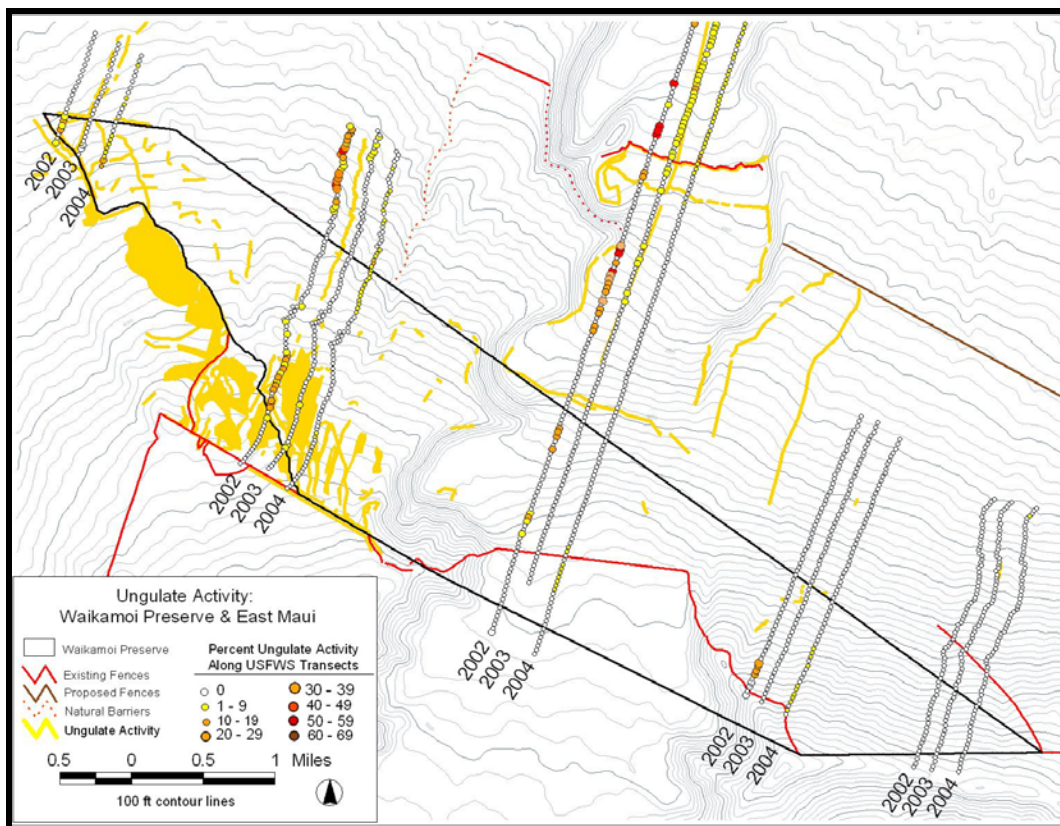 2002
2003
2004
2002
2003
2004
2002
2003
2004
2002
2003
2004
2002
2003
2004
Ungulate Activity:
Waikamoi Preserve & East Maui
Waikamoi Preserve
Existing Fences
Proposed Fences
Natural Barriers
Ungulate Activity
Percent Ungulate Activity
Along USFWS Transects
0
1 - 9
10 - 19
20 - 29
30 - 39
40 - 49
50 - 59
60 - 69
0.5 0 0.5 1 Miles
100 ft contour lines